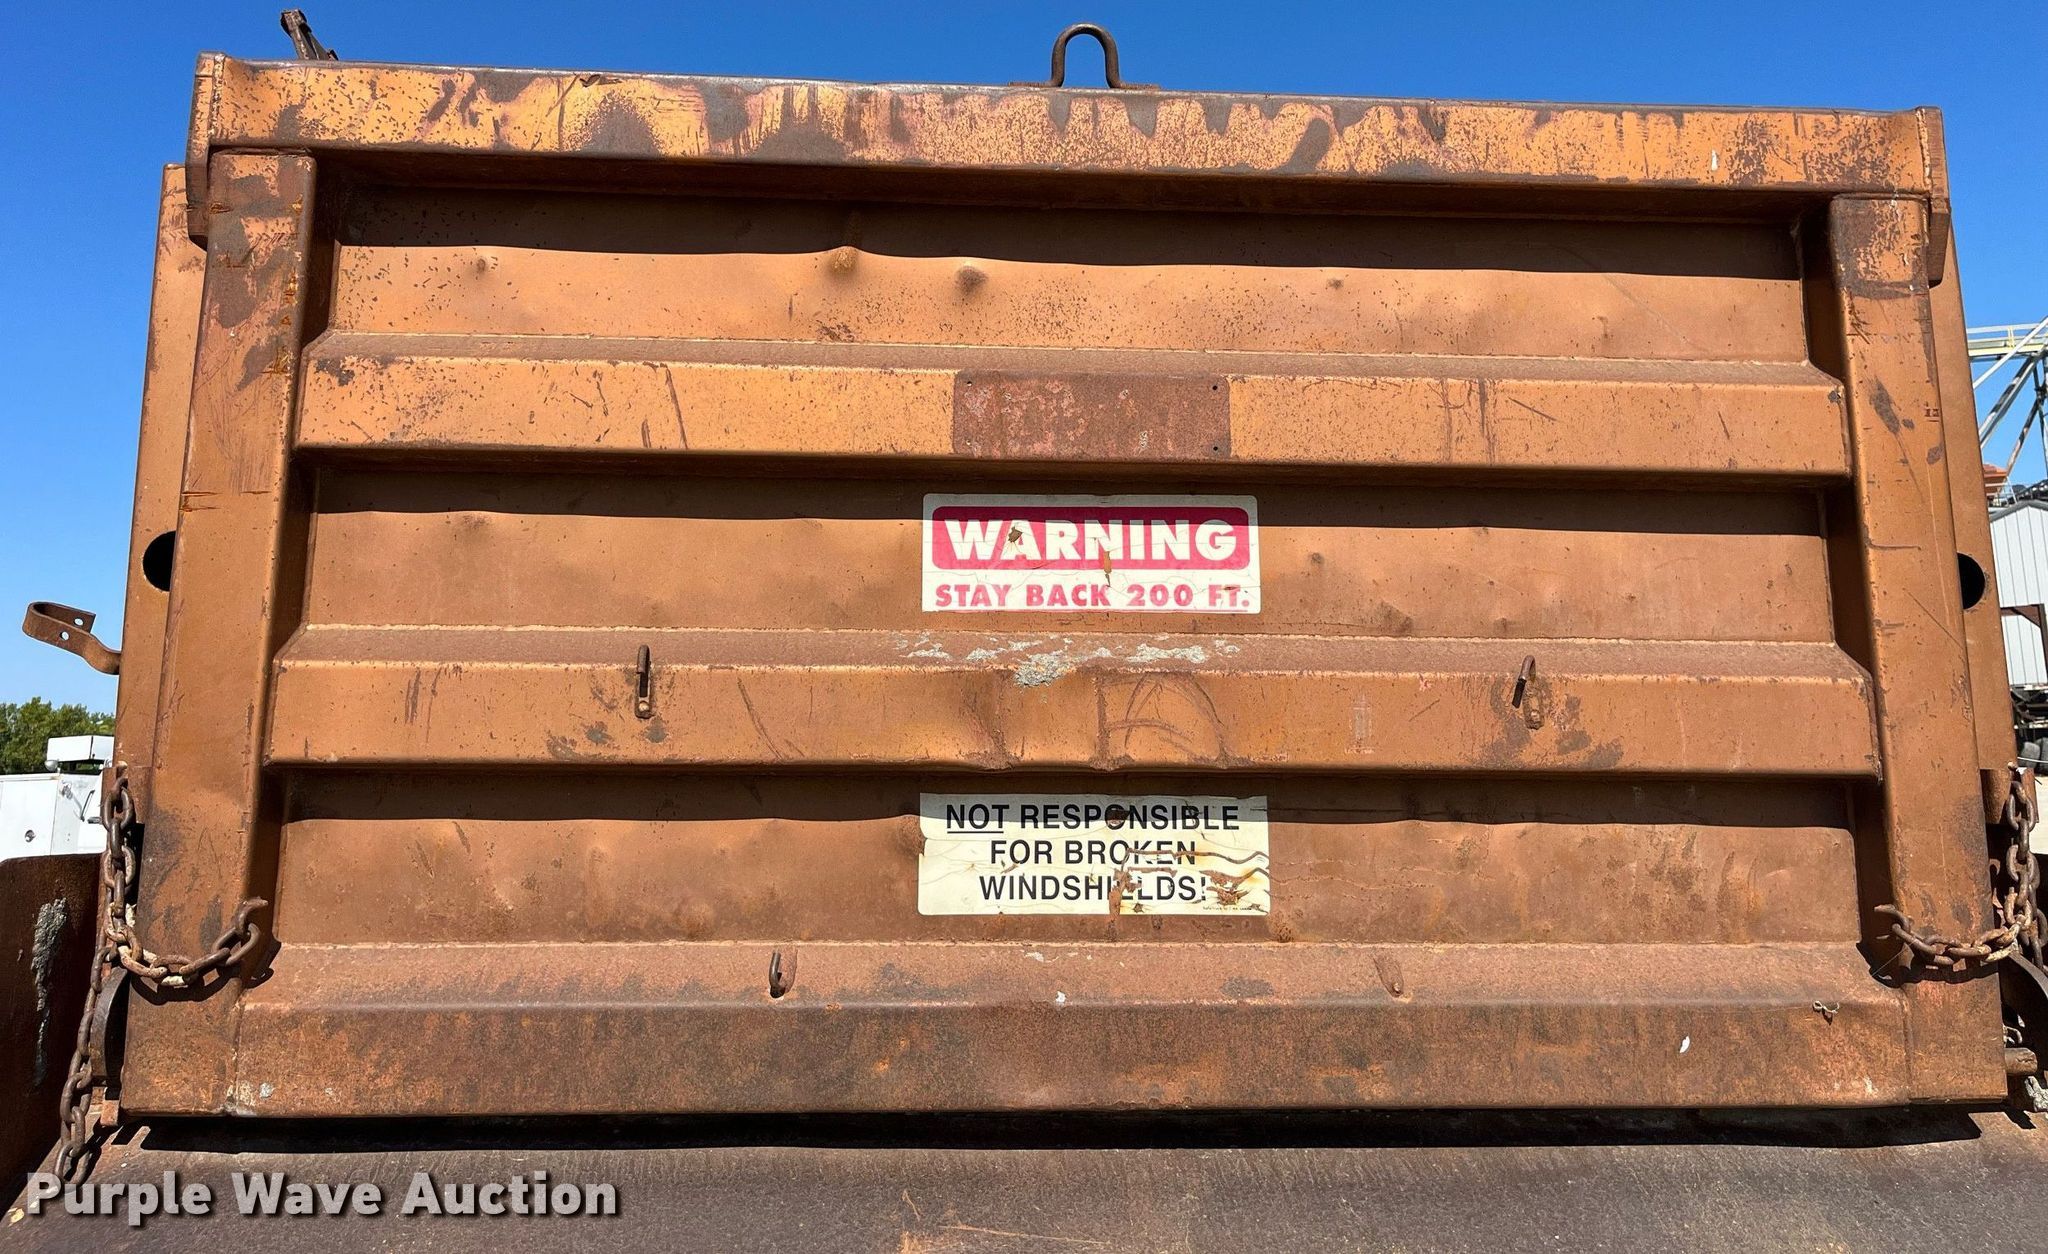 WARNING
STAY BACK 200 FT.
NOT RESPONSIBLE
FOR BROKEN
WINDSHIELDS!
Purple Wave Auction